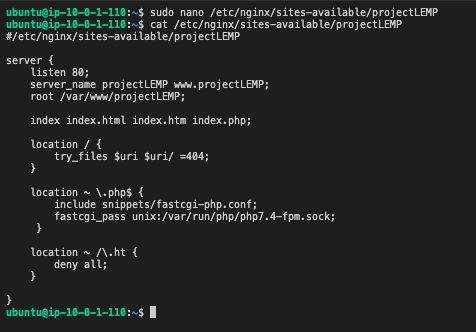 ubuntu@ip-10-0-1-110:~$ sudo nano /etc/nginx/sites-available/projectLEMP
ubuntu@ip-10-0-1-110:~$ cat /etc/nginx/sites-available/projectLEMP
#/etc/nginx/sites-available/projectLEMP

server {
    listen 80;
    server_name projectLEMP www.projectLEMP;
    root /var/www/projectLEMP;

    index index.html index.htm index.php;

    location / {
        try_files $uri $uri/ =404;
    }

    location ~ \.php$ {
        include snippets/fastcgi-php.conf;
        fastcgi_pass unix:/var/run/php/php7.4-fpm.sock;
     }

    location ~ /\.ht {
        deny all;
    }

}
ubuntu@ip-10-0-1-110:~$